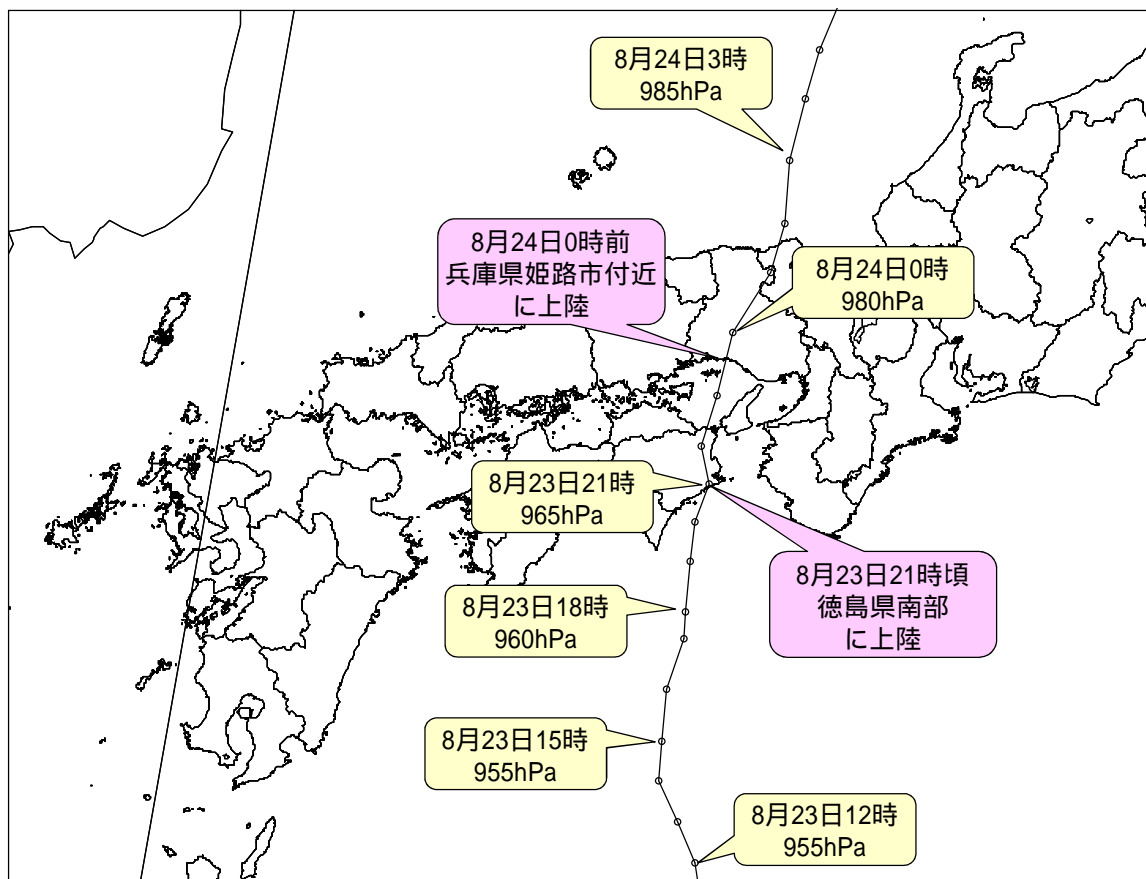 8月24日3時
985hPa
8月24日0時前
兵庫県姫路市付近
に上陸
8月24日0時
980hPa
8月23日21時
965hPa
8月23日21時頃
徳島県南部
に上陸
8月23日18時
960hPa
8月23日15時
955hPa
8月23日12時
955hPa